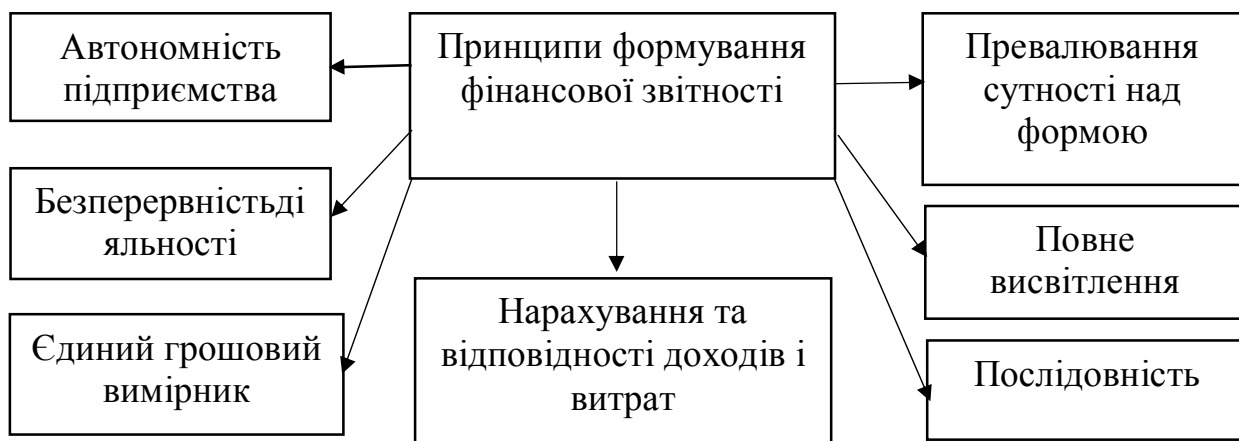 Автономність
підприємства
Принципи формування
фінансової звітності
Превалювання
сутності над
формою
Безперервністьді
яльності
Повне
висвітлення
Єдиний грошовий
вимірник
Нарахування та
відповідності доходів і
витрат
Послідовність